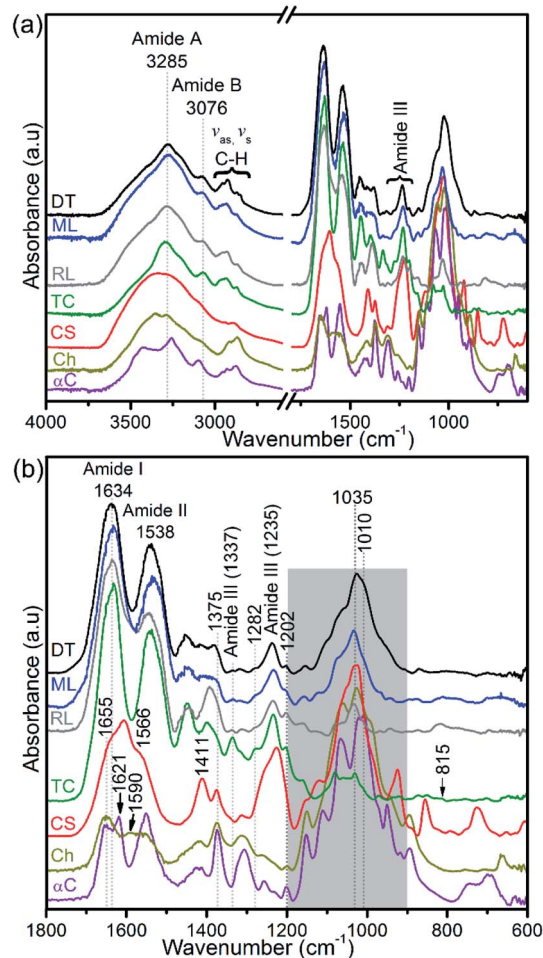 (a)
Amide A
3285
Amide B
3076
νas, νs
C-H
Amide III
DT
ML
RL
TC
CS
Ch
αC
Absorbance (a.u)
4000 3500 3000 1500 1000
Wavenumber (cm-1)
(b)
Amide I
1634
Amide II
1538
1375
Amide III (1337)
1282
Amide III (1235)
1202
1035
1010
DT
ML
RL
TC
CS
Ch
αC
1655
1621
1590
1566
1411
815
Absorbance (a.u)
1800 1600 1400 1200 1000 800 600
Wavenumber (cm-1)